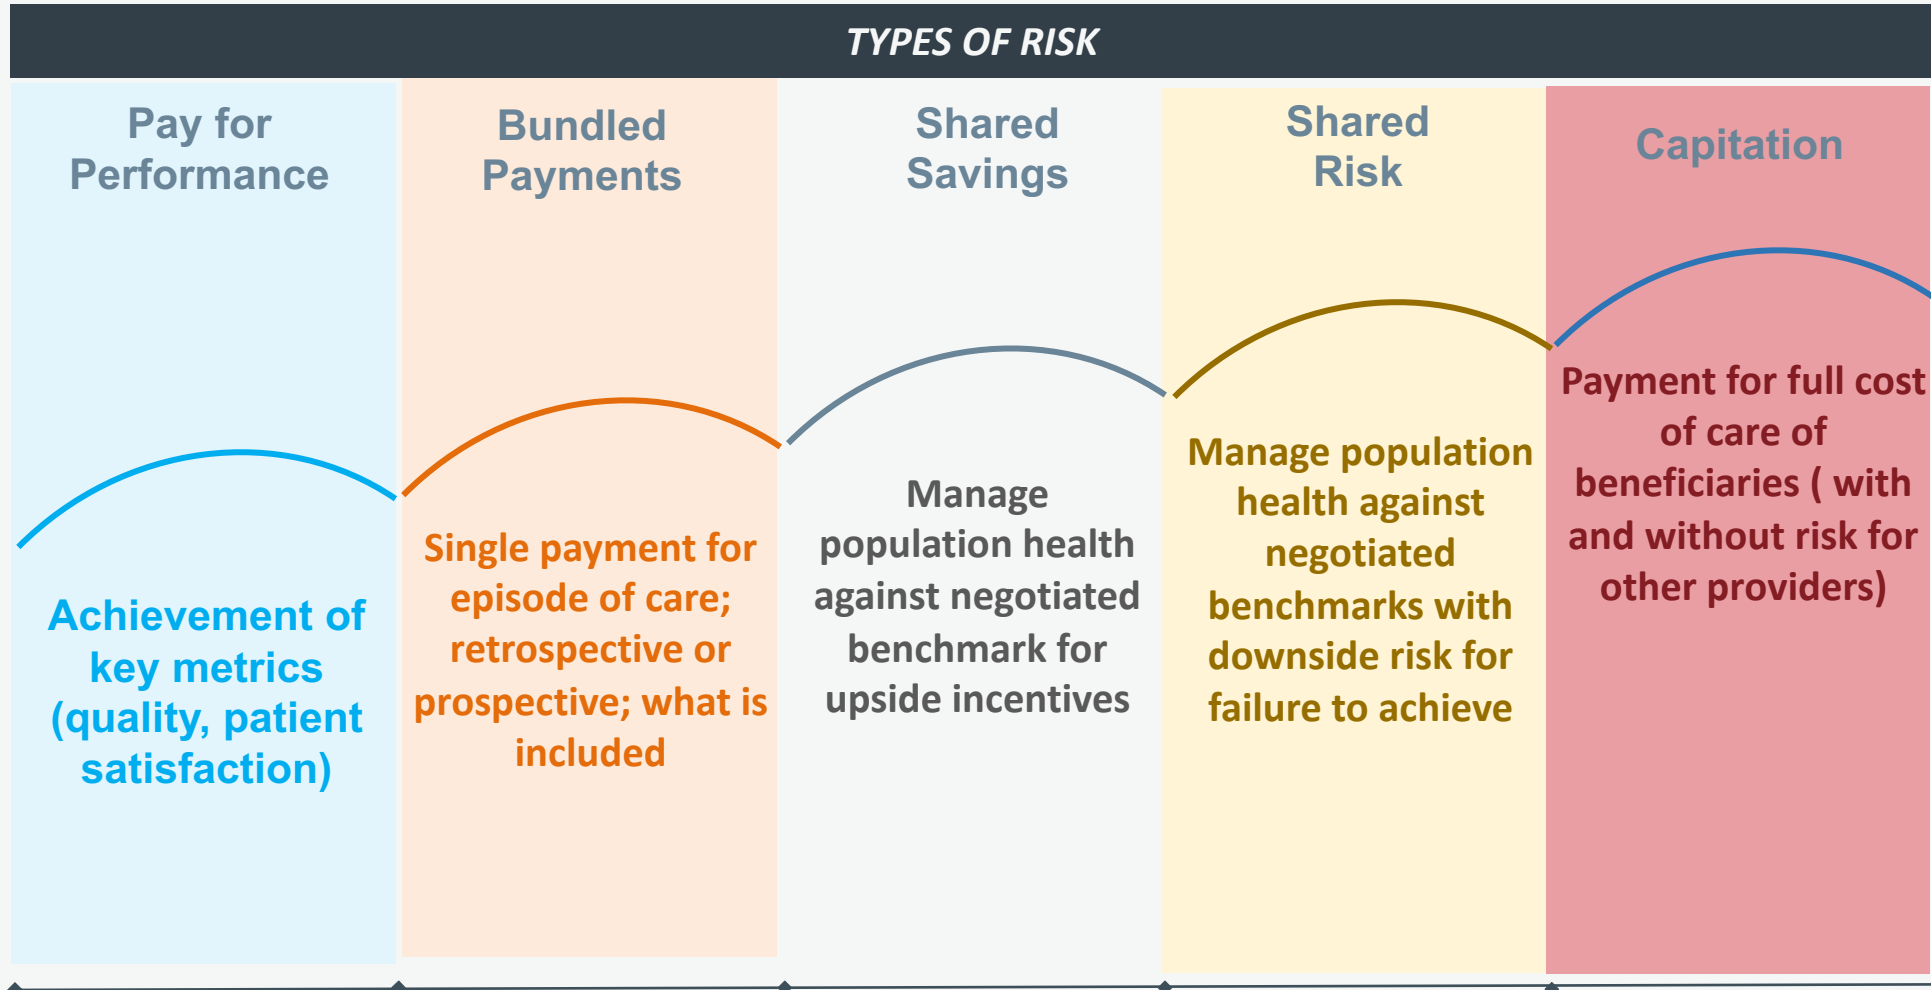 TYPES OF RISK
Pay for
Performance
Achievement of
key metrics
(quality, patient
satisfaction)
Bundled
Payments
Single payment for
episode of care;
retrospective or
prospective; what is
included
Shared
Savings
Manage
population health
against negotiated
benchmark for
upside incentives
Shared
Risk
Manage population
health against
negotiated
benchmarks with
downside risk for
failure to achieve
Capitation
Payment for full cost
of care of
beneficiaries ( with
and without risk for
other providers)